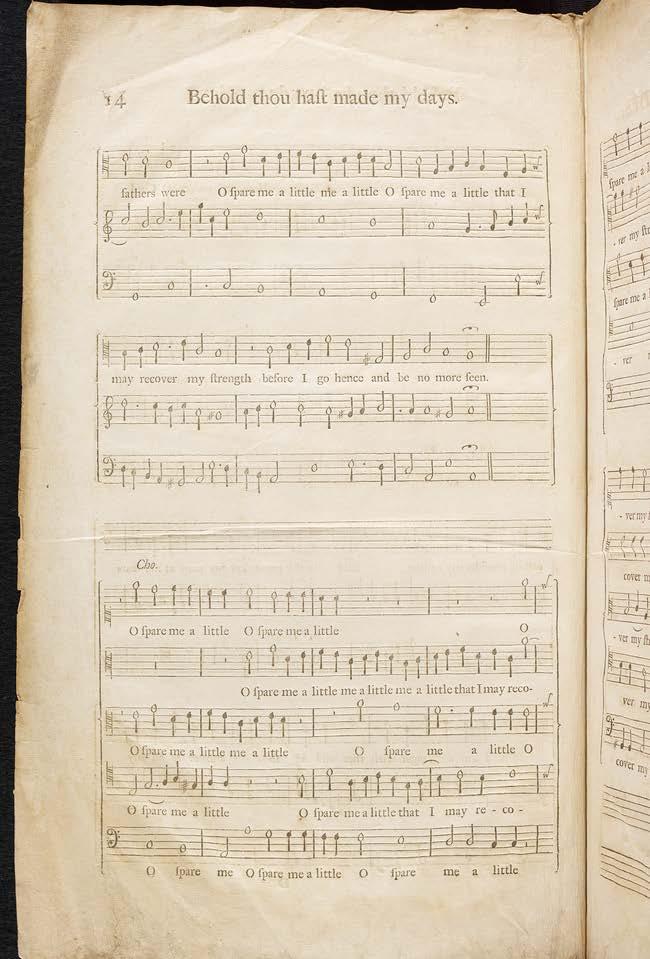 14 Behold thou haſt made my days.
fathers were O ſpare me a little me a little O ſpare me a little that I
may recover my ſtrength before I go hence and be no more ſeen.
Cho.
O ſpare me a little O ſpare me a little O
O ſpare me a little me a little me a little that I may reco-
O ſpare me a little me a little O ſpare me a little O
O ſpare me a little O ſpare me a little that I may re - co -
O ſpare me O ſpare me a little O ſpare me a little
ſpare me a
- ver my ſtr
ſpare me a l
- ver
- ver my
cover m
- ver my ſt
ver my
cover my